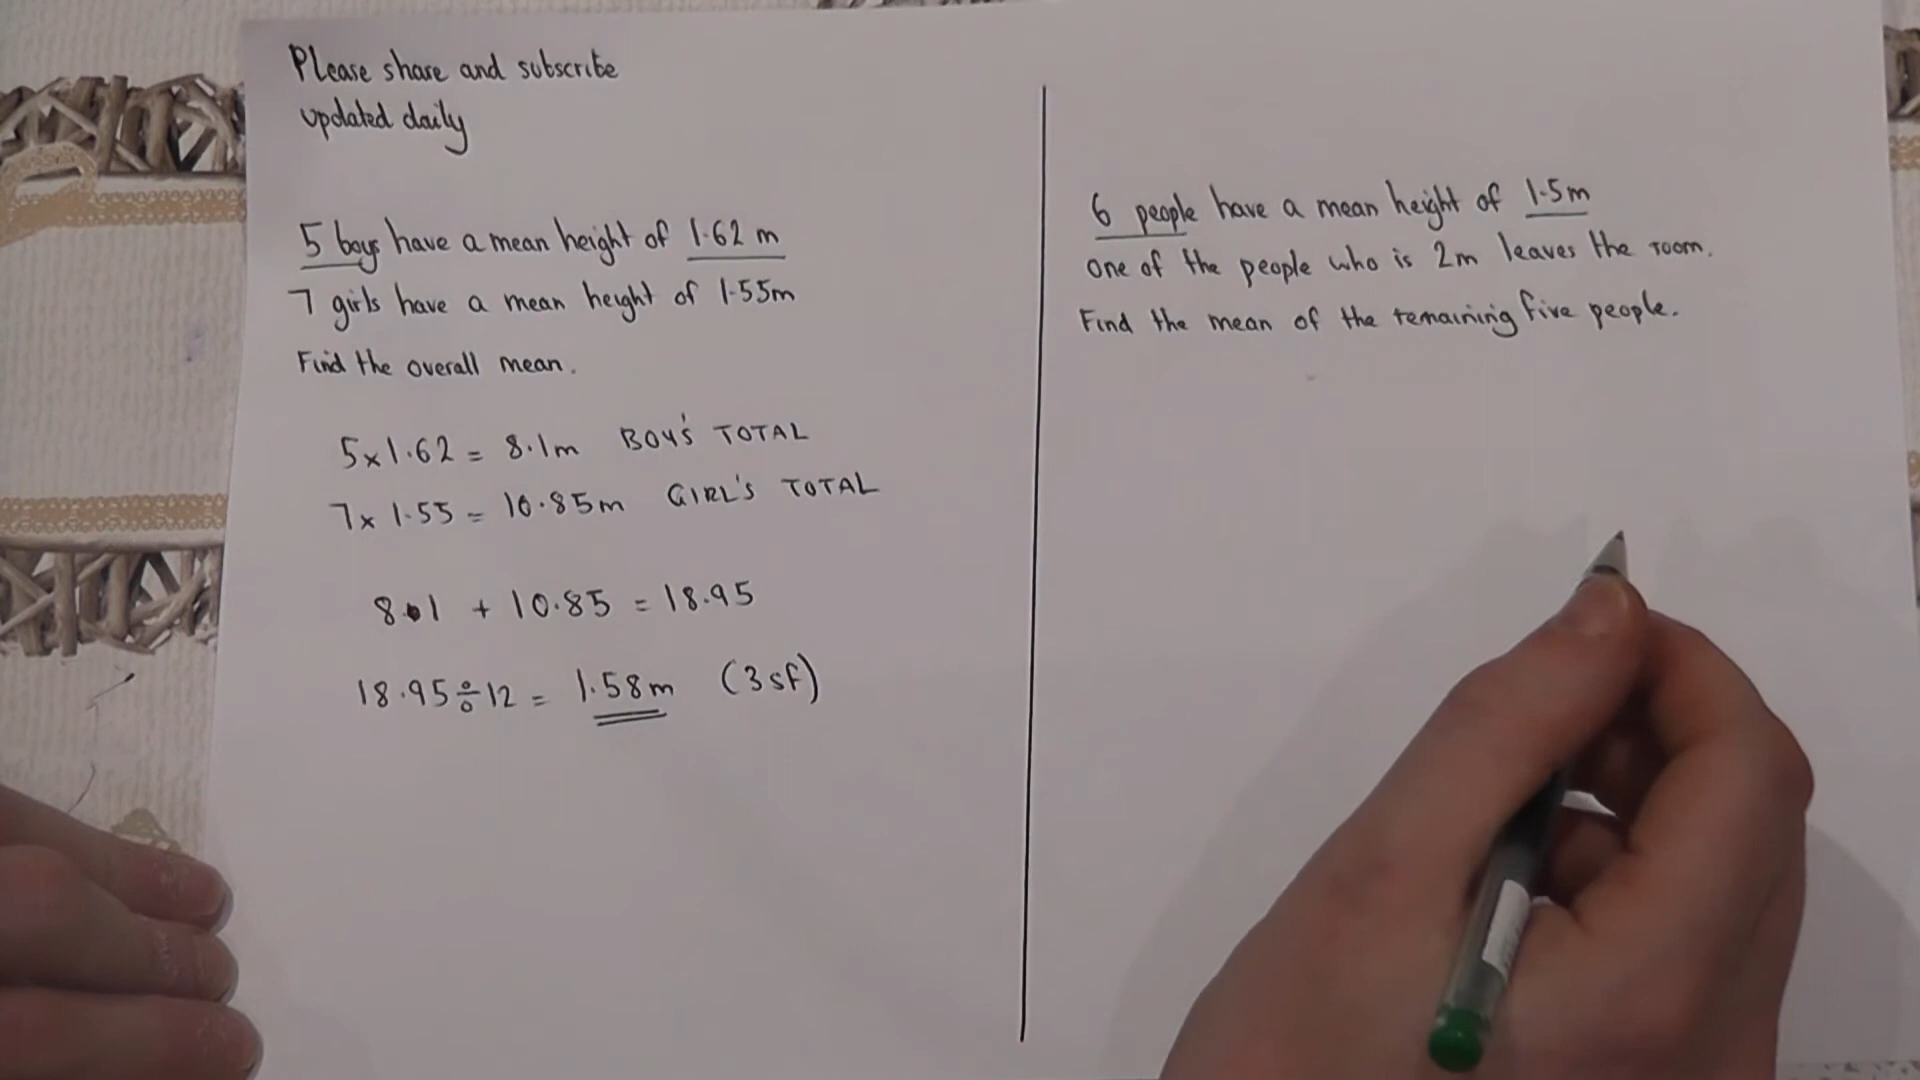 Please share and subscribe
updated daily
5 boys have a mean height of 1.62 m
7 girls have a mean height of 1.55m
Find the overall mean.
5x1.62 = 8.1m BOY'S TOTAL
7x 1.55 = 10.85m GIRL'S TOTAL
8.1 + 10.85 = 18.95
18.95÷12 = 1.58m (3sf)
6 people have a mean height of 1.5m
One of the people who is 2m leaves the room.
Find the mean of the remaining five people.